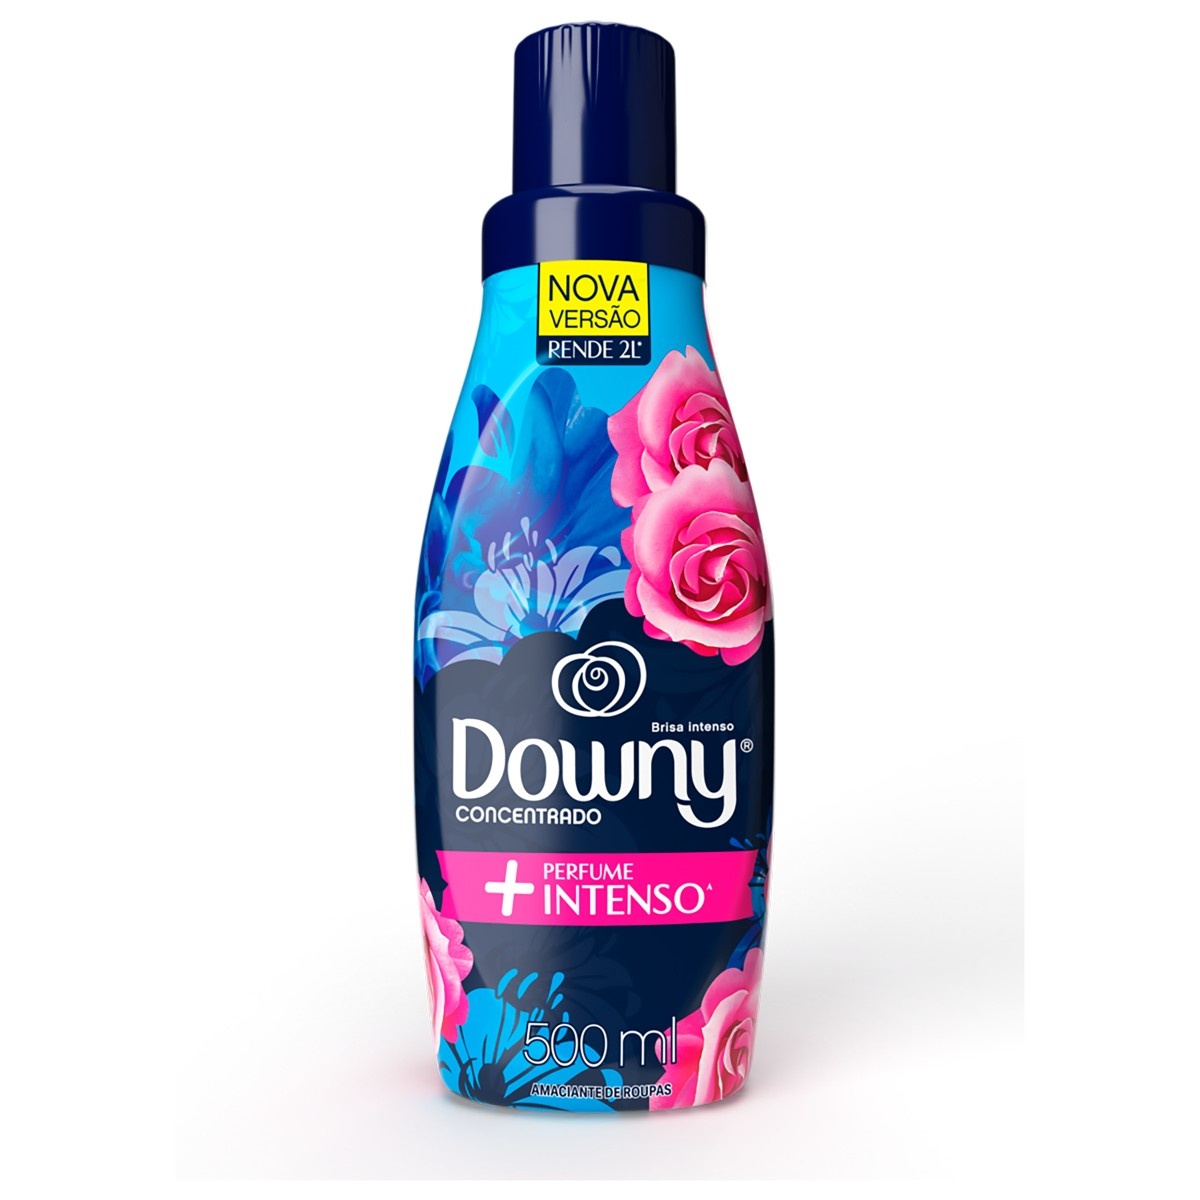 NOVA
VERSÃO
RENDE 2L*
Brisa intenso
Downy®
CONCENTRADO
+ PERFUME
INTENSO^
500 ml
AMACIANTE DE ROUPAS